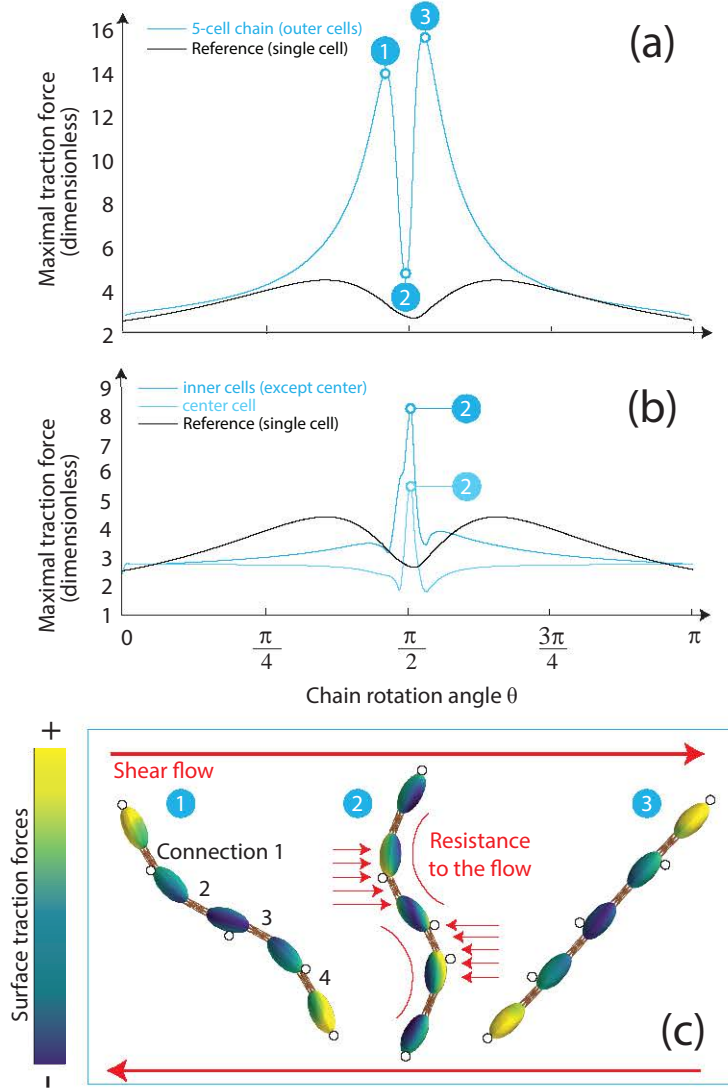 (a)
5-cell chain (outer cells)
Reference (single cell)
Maximal traction force
(dimensionless)
16
14
12
10
8
6
4
2
1
3
2
(b)
inner cells (except center)
center cell
Reference (single cell)
Maximal traction force
(dimensionless)
9
8
7
6
5
4
3
2
1
2
2
0
π/4
π/2
3π/4
π
Chain rotation angle θ
+
Surface traction forces
-
Shear flow
1
2
3
Connection 1
2
3
4
Resistance
to the flow
(c)